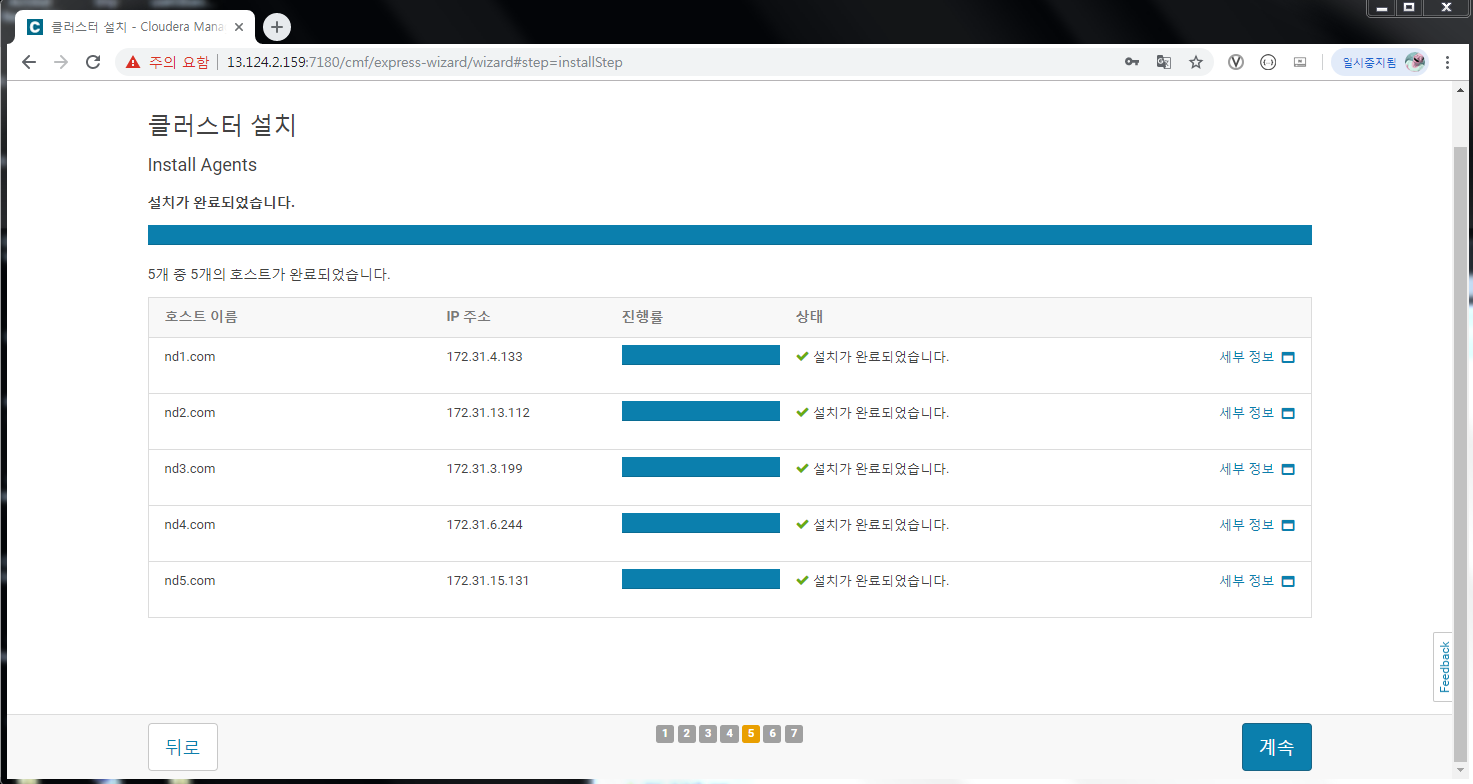 클러스터 설치 - Cloudera Mana
주의 요함 13.124.2.159:7180/cmf/express-wizard/wizard#step=installStep 일시중지됨
클러스터 설치
Install Agents
설치가 완료되었습니다.
5개 중 5개의 호스트가 완료되었습니다.
호스트 이름 IP 주소 진행률 상태
nd1.com 172.31.4.133 설치가 완료되었습니다. 세부 정보
nd2.com 172.31.13.112 설치가 완료되었습니다. 세부 정보
nd3.com 172.31.3.199 설치가 완료되었습니다. 세부 정보
nd4.com 172.31.6.244 설치가 완료되었습니다. 세부 정보
nd5.com 172.31.15.131 설치가 완료되었습니다. 세부 정보
Feedback
뒤로 1 2 3 4 5 6 7 계속